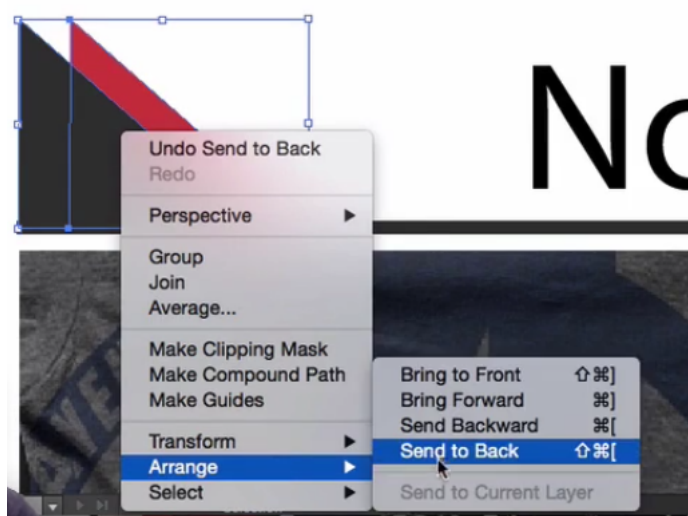 No
Undo Send to Back
Redo
Perspective
Group
Join
Average...
Make Clipping Mask
Make Compound Path
Make Guides
Transform
Arrange
Select
Bring to Front ⇧⌘]
Bring Forward ⌘]
Send Backward ⌘[
Send to Back ⇧⌘[
Send to Current Layer